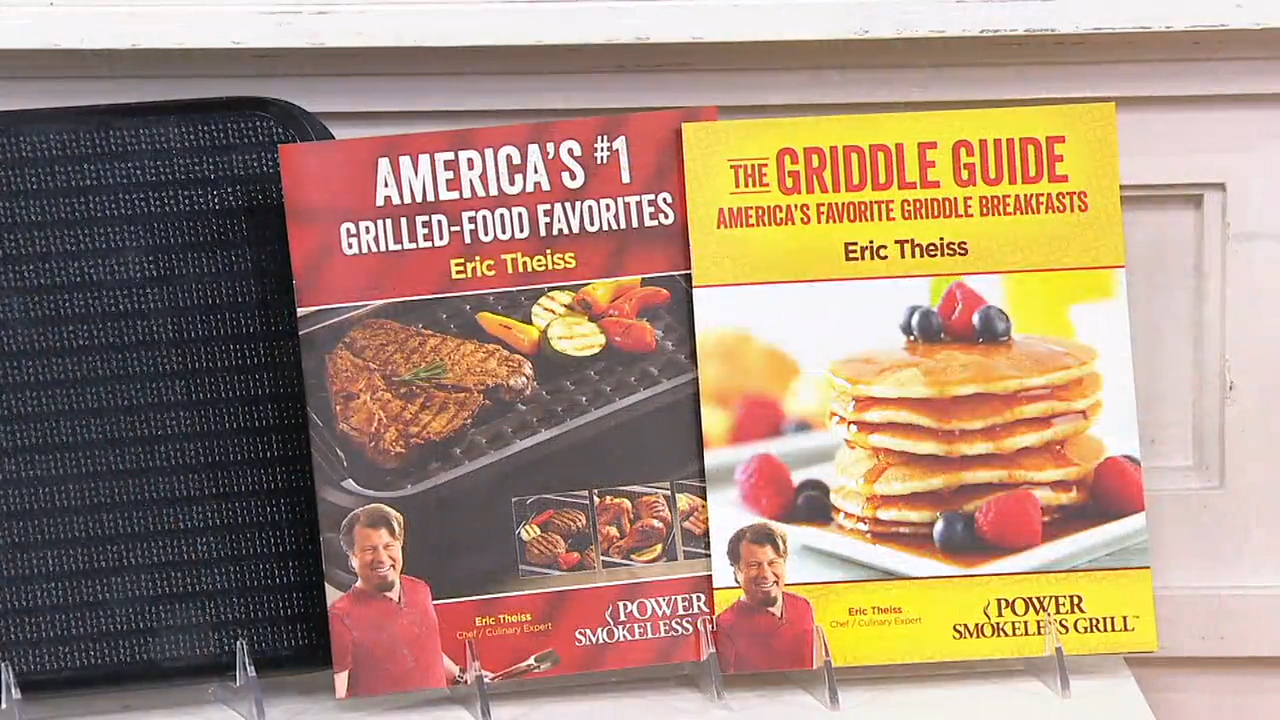 AMERICA'S #1
GRILLED-FOOD FAVORITES
Eric Theiss
Eric Theiss
Chef / Culinary Expert
POWER
SMOKELESS G
THE GRIDDLE GUIDE
AMERICA'S FAVORITE GRIDDLE BREAKFASTS
Eric Theiss
Eric Theiss
Chef / Culinary Expert
POWER
SMOKELESS GRILL™